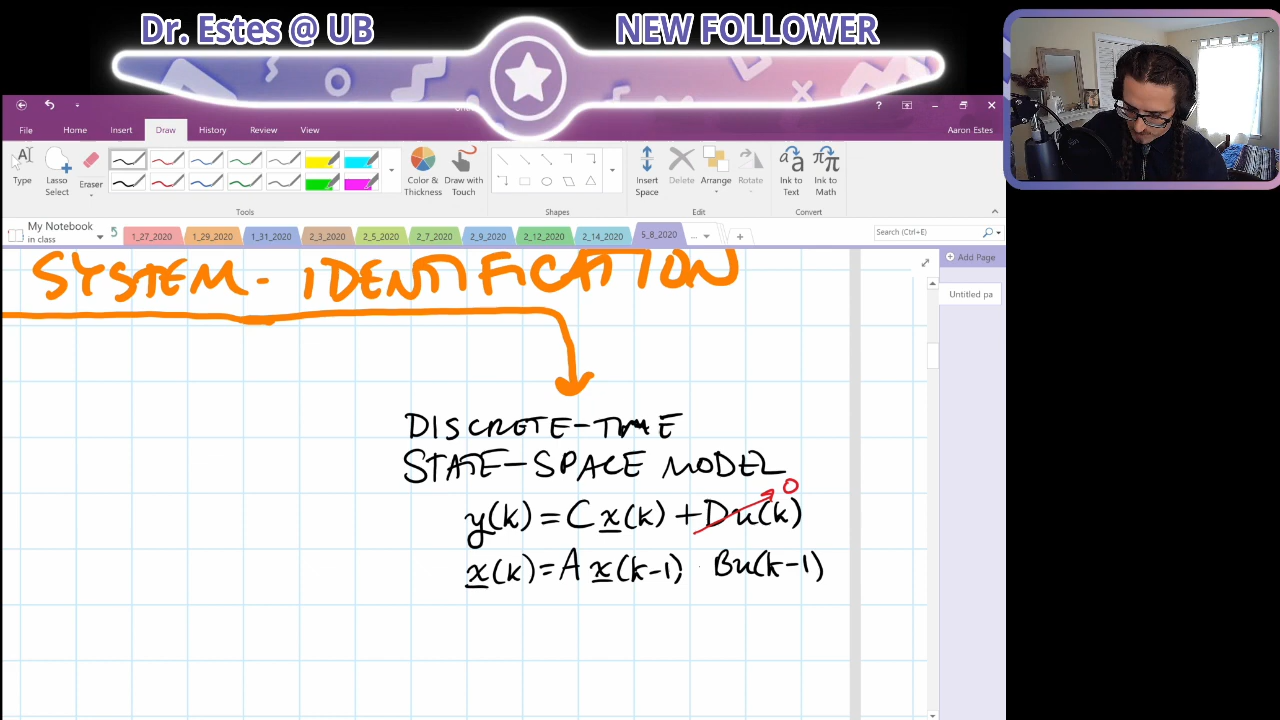 Dr. Estes @ UB
NEW FOLLOWER
Aaron Estes
File Home Insert Draw History Review View
Type
Lasso Select
Eraser
Color & Thickness
Draw with Touch
Insert Space
Delete
Arrange
Rotate
Ink to Text
Ink to Math
Tools
Shapes
Edit
Convert
My Notebook
in class
1_27_2020 1_29_2020 1_31_2020 2_3_2020 2_5_2020 2_7_2020 2_9_2020 2_12_2020 2_14_2020 5_8_2020 ...
Search (Ctrl+E)
Add Page
Untitled pa
SYSTEM-IDENTIFICATION
DISCRETE-TIME
STATE-SPACE MODEL
0
y(k) = C x(k) + Du(k)
x(k) = A x(k-1) Bu(k-1)